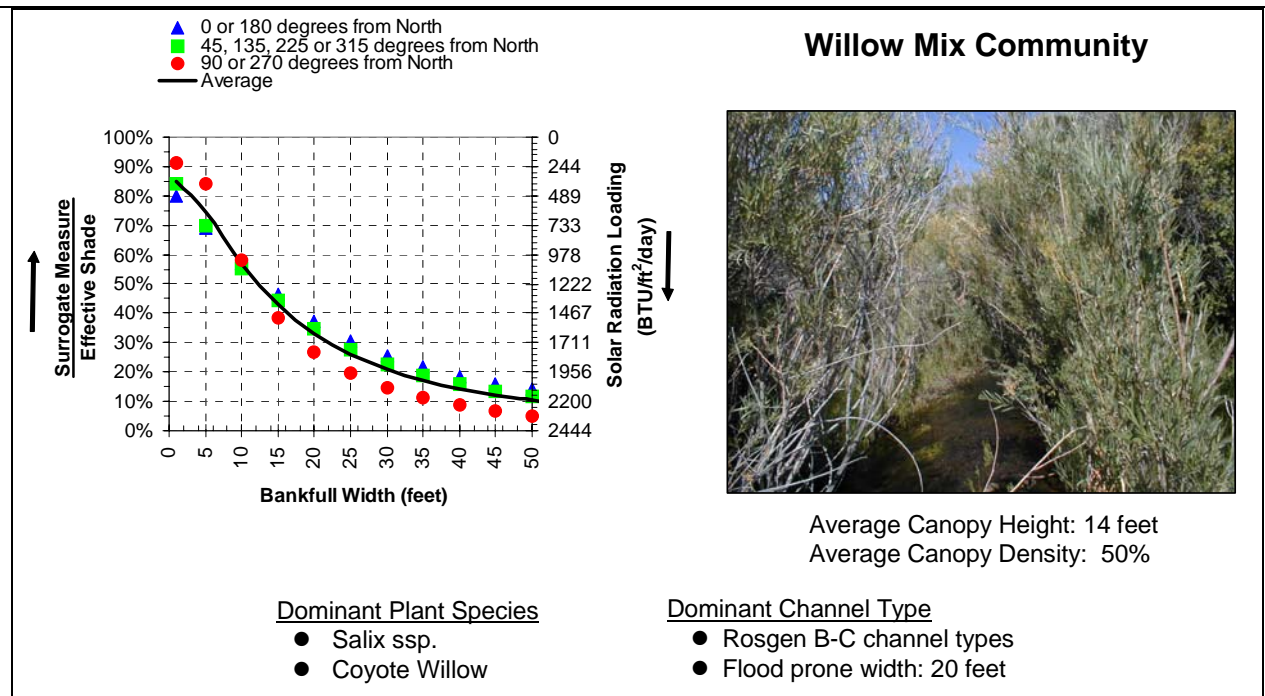 0 or 180 degrees from North
45, 135, 225 or 315 degrees from North
90 or 270 degrees from North
Average
Willow Mix Community
Surrogate Measure
Effective Shade
100%
90%
80%
70%
60%
50%
40%
30%
20%
10%
0%
0
244
489
733
978
1222
1467
1711
1956
2200
2444
Solar Radiation Loading
(BTU/ft²/day)
0
5
10
15
20
25
30
35
40
45
50
Bankfull Width (feet)
Average Canopy Height: 14 feet
Average Canopy Density: 50%
Dominant Plant Species
● Salix ssp.
● Coyote Willow
Dominant Channel Type
● Rosgen B-C channel types
● Flood prone width: 20 feet